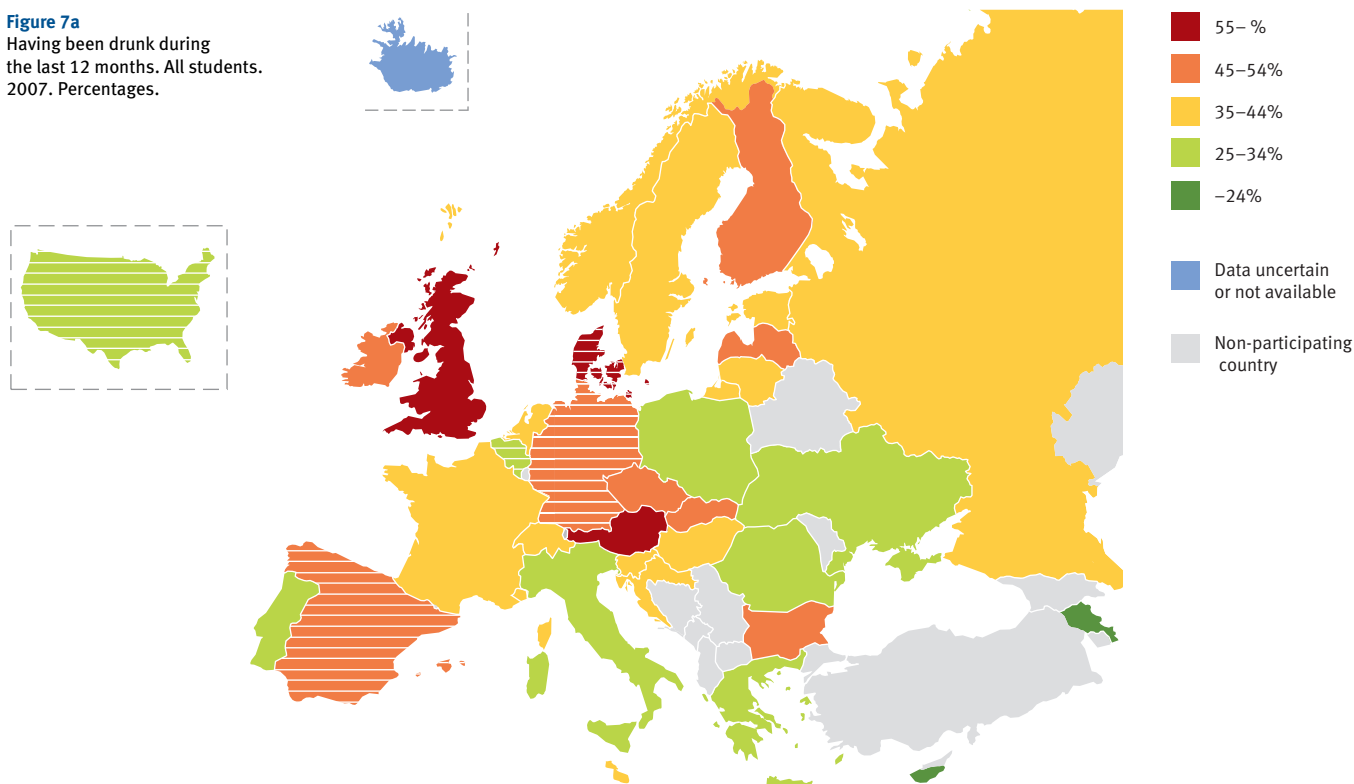 Figure 7a
Having been drunk during
the last 12 months. All students.
2007. Percentages.
55– %
45–54%
35–44%
25–34%
–24%
Data uncertain
or not available
Non-participating
country